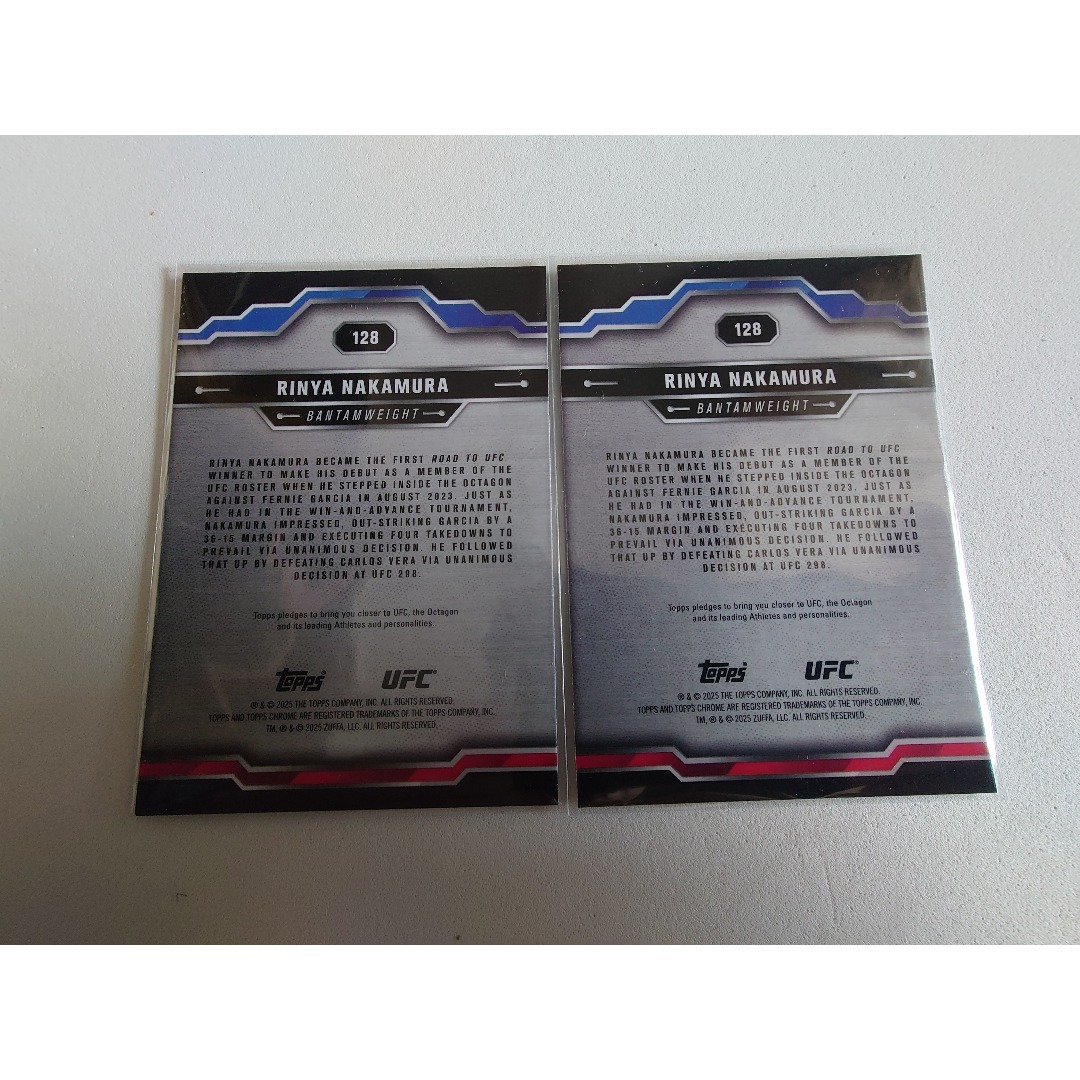 128
RINYA NAKAMURA
BANTAMWEIGHT
RINYA NAKAMURA BECAME THE FIRST ROAD TO UFC
WINNER TO MAKE HIS DEBUT AS A MEMBER OF THE
UFC ROSTER WHEN HE STEPPED INSIDE THE OCTAGON
AGAINST FERNIE GARCIA IN AUGUST 2023. JUST AS
HE HAD IN THE WIN-AND-ADVANCE TOURNAMENT,
NAKAMURA IMPRESSED, OUT-STRIKING GARCIA BY A
36-15 MARGIN AND EXECUTING FOUR TAKEDOWNS TO
PREVAIL VIA UNANIMOUS DECISION. HE FOLLOWED
THAT UP BY DEFEATING CARLOS VERA VIA UNANIMOUS
DECISION AT UFC 298.
Topps pledges to bring you closer to UFC, the Octagon
and its leading Athletes and personalities.
Topps UFC
® & © 2025 THE TOPPS COMPANY, INC. ALL RIGHTS RESERVED.
TOPPS AND TOPPS CHROME ARE REGISTERED TRADEMARKS OF THE TOPPS COMPANY, INC.
TM, ® & © 2025 ZUFFA, LLC. ALL RIGHTS RESERVED.
128
RINYA NAKAMURA
BANTAMWEIGHT
RINYA NAKAMURA BECAME THE FIRST ROAD TO UFC
WINNER TO MAKE HIS DEBUT AS A MEMBER OF THE
UFC ROSTER WHEN HE STEPPED INSIDE THE OCTAGON
AGAINST FERNIE GARCIA IN AUGUST 2023. JUST AS
HE HAD IN THE WIN-AND-ADVANCE TOURNAMENT,
NAKAMURA IMPRESSED, OUT-STRIKING GARCIA BY A
36-15 MARGIN AND EXECUTING FOUR TAKEDOWNS TO
PREVAIL VIA UNANIMOUS DECISION. HE FOLLOWED
THAT UP BY DEFEATING CARLOS VERA VIA UNANIMOUS
DECISION AT UFC 298.
Topps pledges to bring you closer to UFC, the Octagon
and its leading Athletes and personalities.
Topps UFC
® & © 2025 THE TOPPS COMPANY, INC. ALL RIGHTS RESERVED.
TOPPS AND TOPPS CHROME ARE REGISTERED TRADEMARKS OF THE TOPPS COMPANY, INC.
TM, ® & © 2025 ZUFFA, LLC. ALL RIGHTS RESERVED.